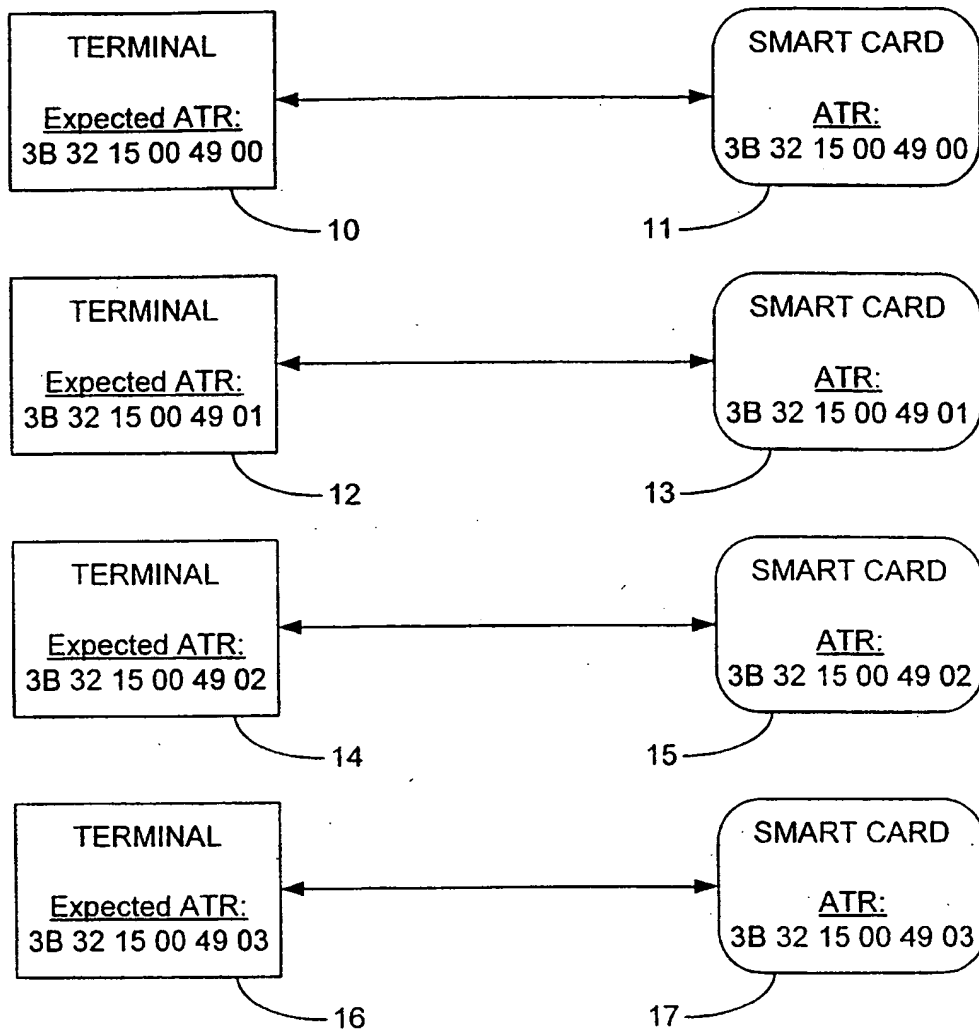 TERMINAL
Expected ATR:
3B 32 15 00 49 00
10
SMART CARD
ATR:
3B 32 15 00 49 00
11
TERMINAL
Expected ATR:
3B 32 15 00 49 01
12
SMART CARD
ATR:
3B 32 15 00 49 01
13
TERMINAL
Expected ATR:
3B 32 15 00 49 02
14
SMART CARD
ATR:
3B 32 15 00 49 02
15
TERMINAL
Expected ATR:
3B 32 15 00 49 03
16
SMART CARD
ATR:
3B 32 15 00 49 03
17